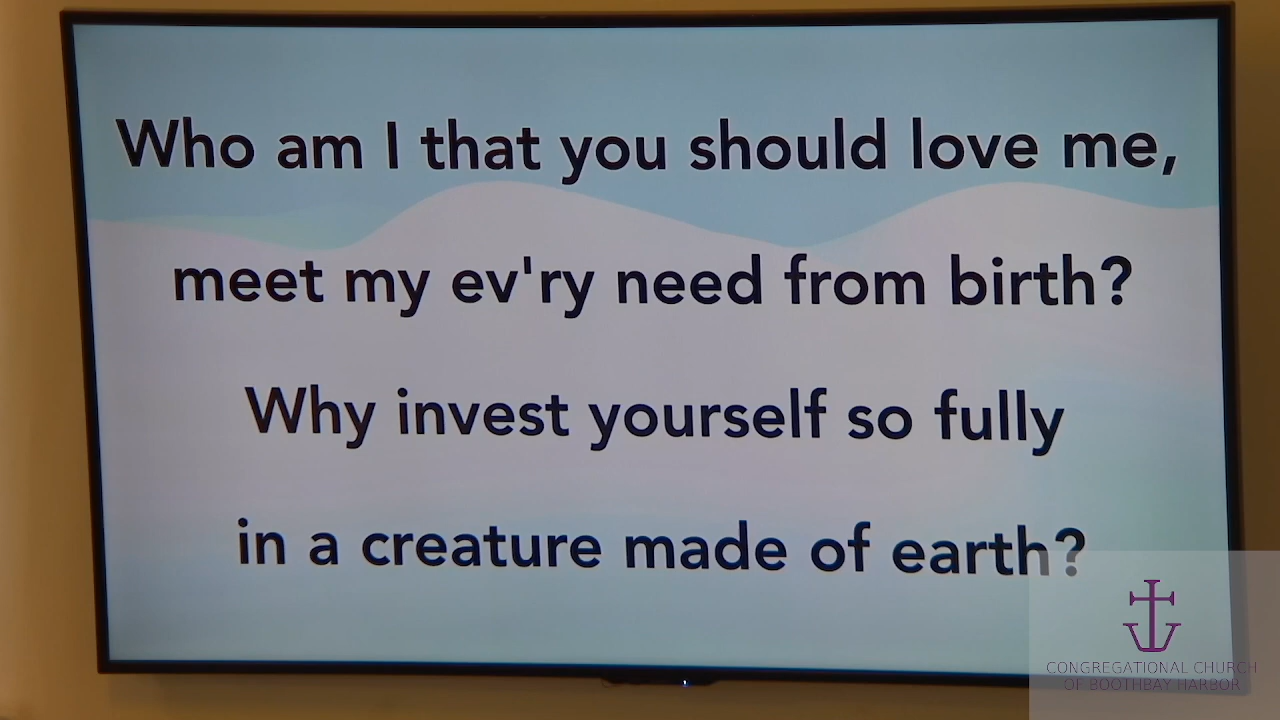 Who am I that you should love me,
meet my ev'ry need from birth?
Why invest yourself so fully
in a creature made of earth?
CONGREGATIONAL CHURCH
OF BOOTHBAY HARBOR